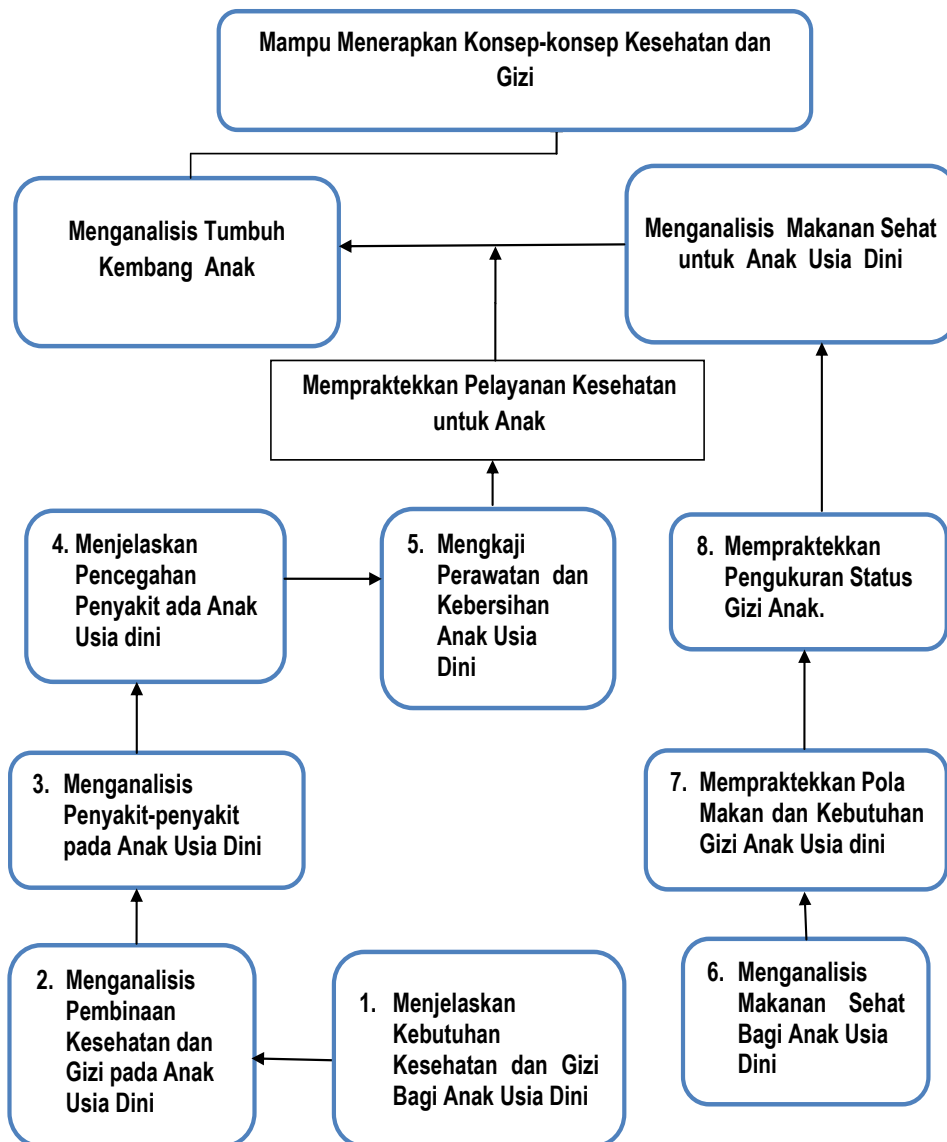 Mampu Menerapkan Konsep-konsep Kesehatan dan
Gizi
Menganalisis Tumbuh
Kembang Anak
Menganalisis Makanan Sehat
untuk Anak Usia Dini
Mempraktekkan Pelayanan Kesehatan
untuk Anak
4. Menjelaskan
Pencegahan
Penyakit ada Anak
Usia dini
5. Mengkaji
Perawatan dan
Kebersihan
Anak Usia
Dini
8. Mempraktekkan
Pengukuran Status
Gizi Anak.
3. Menganalisis
Penyakit-penyakit
pada Anak Usia Dini
7. Mempraktekkan Pola
Makan dan Kebutuhan
Gizi Anak Usia dini
2. Menganalisis
Pembinaan
Kesehatan dan
Gizi pada Anak
Usia Dini
1. Menjelaskan
Kebutuhan
Kesehatan dan Gizi
Bagi Anak Usia Dini
6. Menganalisis
Makanan Sehat
Bagi Anak Usia
Dini